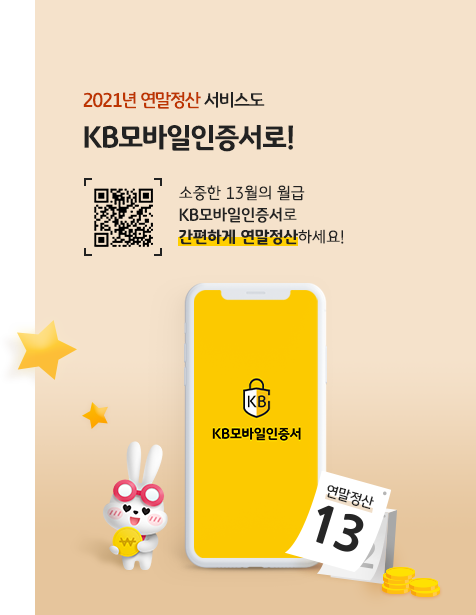 2021년 연말정산 서비스도
KB모바일인증서로!
소중한 13월의 월급
KB모바일인증서로
간편하게 연말정산하세요!
KB
KB모바일인증서
연말정산
13
₩